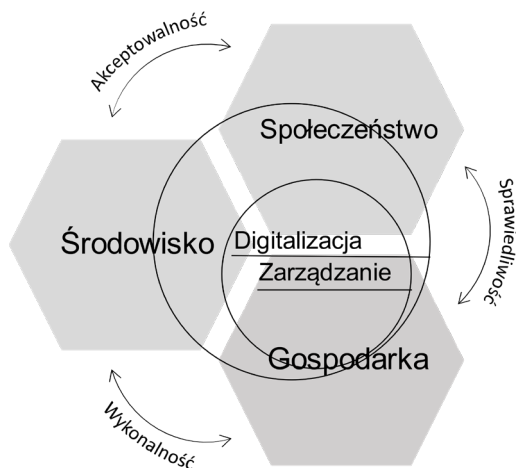 Akceptowalność
Społeczeństwo
Sprawiedliwość
Środowisko
Digitalizacja
Zarządzanie
Gospodarka
Wykonalność